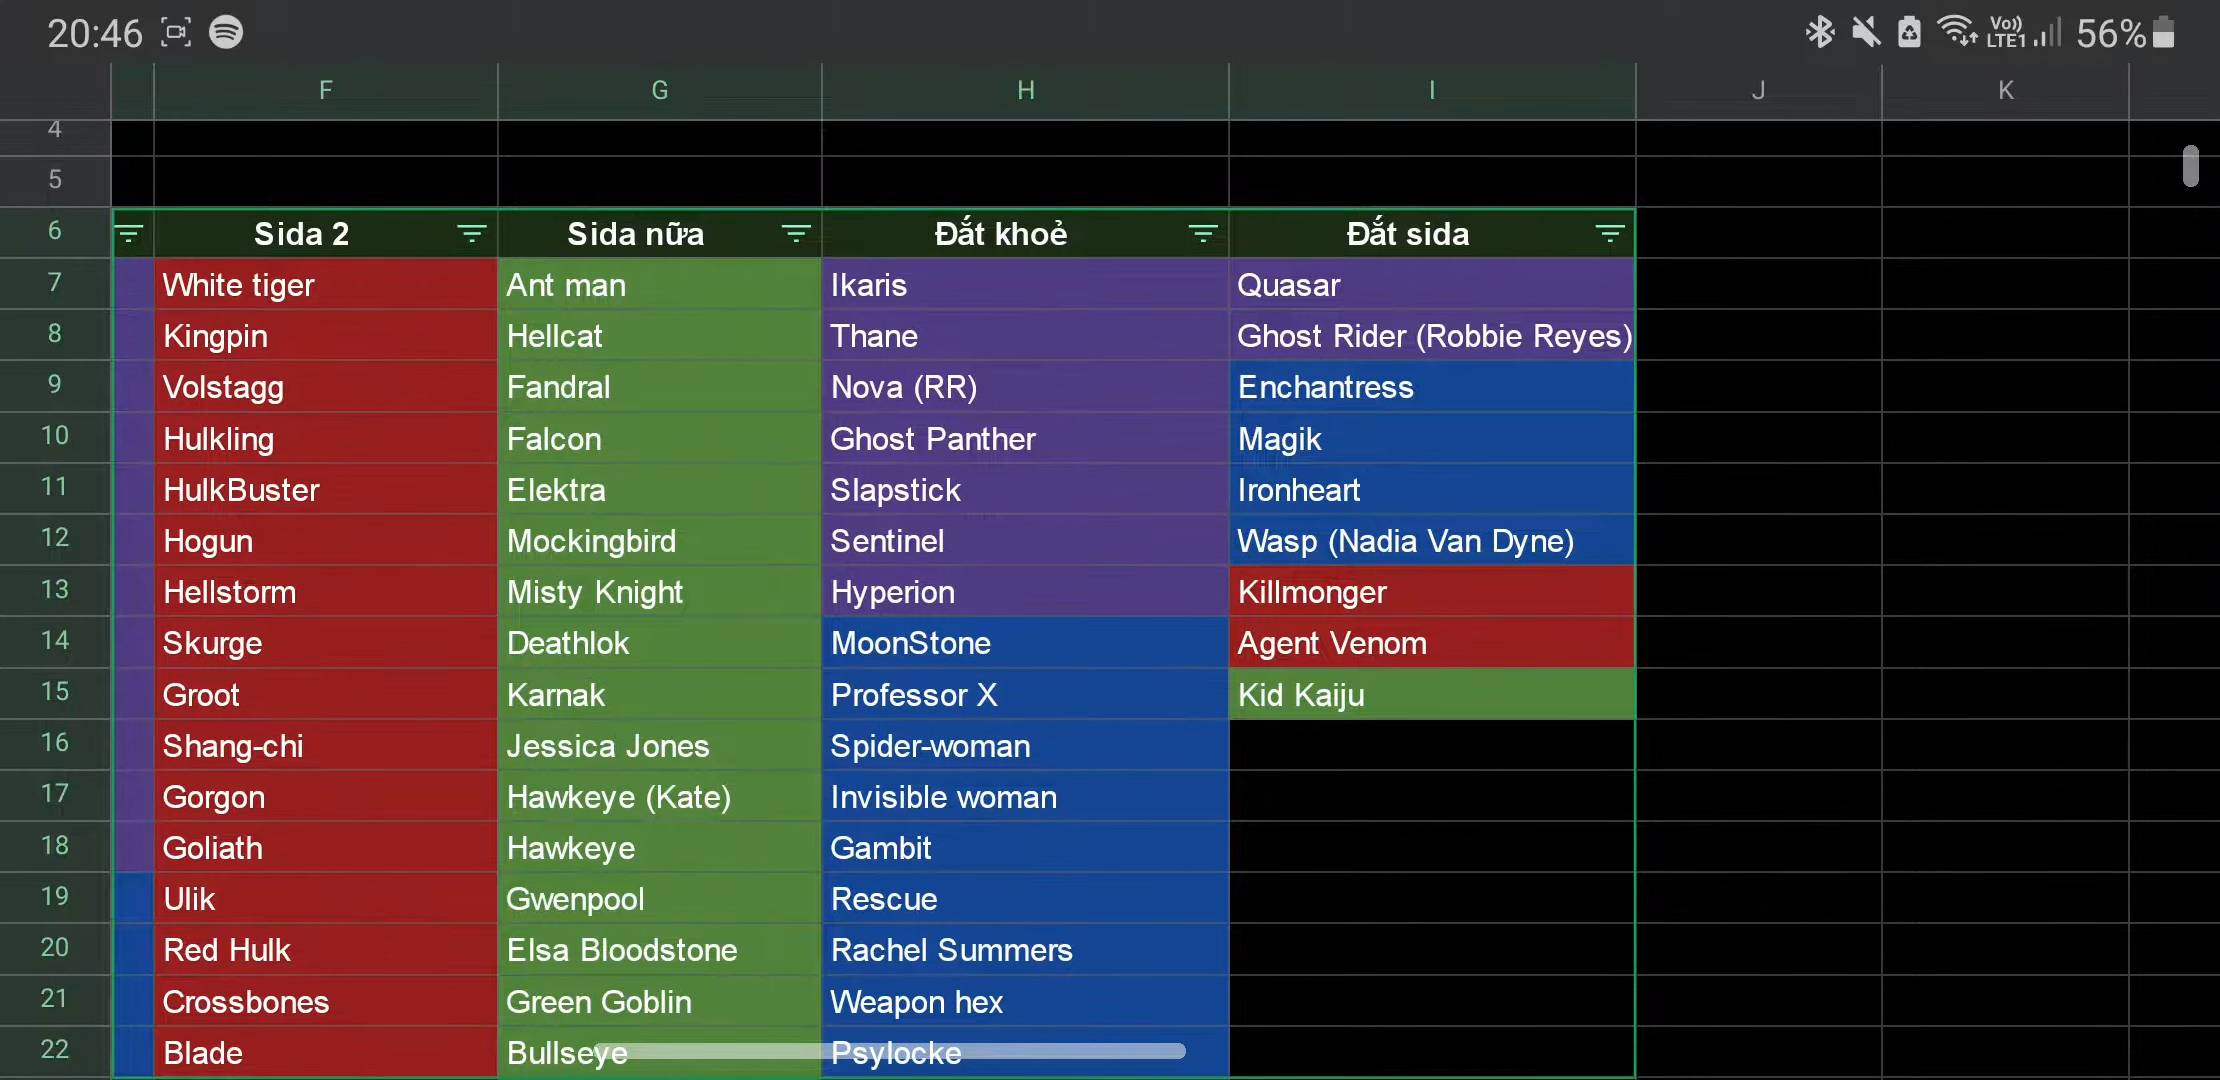 20:46 Vo)) LTE1 56%
F G H I J K
4
5
6 Sida 2 Sida nữa Đắt khoẻ Đắt sida
7 White tiger Ant man Ikaris Quasar
8 Kingpin Hellcat Thane Ghost Rider (Robbie Reyes)
9 Volstagg Fandral Nova (RR) Enchantress
10 Hulkling Falcon Ghost Panther Magik
11 HulkBuster Elektra Slapstick Ironheart
12 Hogun Mockingbird Sentinel Wasp (Nadia Van Dyne)
13 Hellstorm Misty Knight Hyperion Killmonger
14 Skurge Deathlok MoonStone Agent Venom
15 Groot Karnak Professor X Kid Kaiju
16 Shang-chi Jessica Jones Spider-woman
17 Gorgon Hawkeye (Kate) Invisible woman
18 Goliath Hawkeye Gambit
19 Ulik Gwenpool Rescue
20 Red Hulk Elsa Bloodstone Rachel Summers
21 Crossbones Green Goblin Weapon hex
22 Blade Bullseye Psylocke